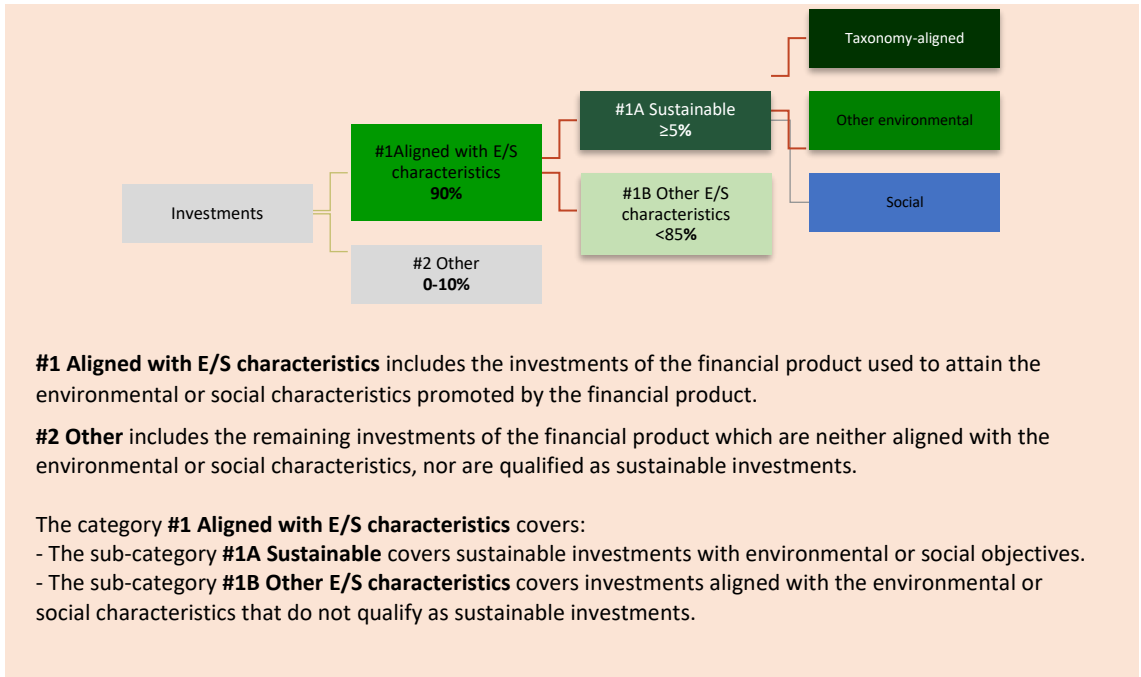 Taxonomy-aligned
#1A Sustainable
≥5%
Other environmental
#1Aligned with E/S
characteristics
90%
#1B Other E/S
characteristics
<85%
Social
Investments
#2 Other
0-10%
#1 Aligned with E/S characteristics includes the investments of the financial product used to attain the
environmental or social characteristics promoted by the financial product.
#2 Other includes the remaining investments of the financial product which are neither aligned with the
environmental or social characteristics, nor are qualified as sustainable investments.
The category #1 Aligned with E/S characteristics covers:
- The sub-category #1A Sustainable covers sustainable investments with environmental or social objectives.
- The sub-category #1B Other E/S characteristics covers investments aligned with the environmental or
social characteristics that do not qualify as sustainable investments.